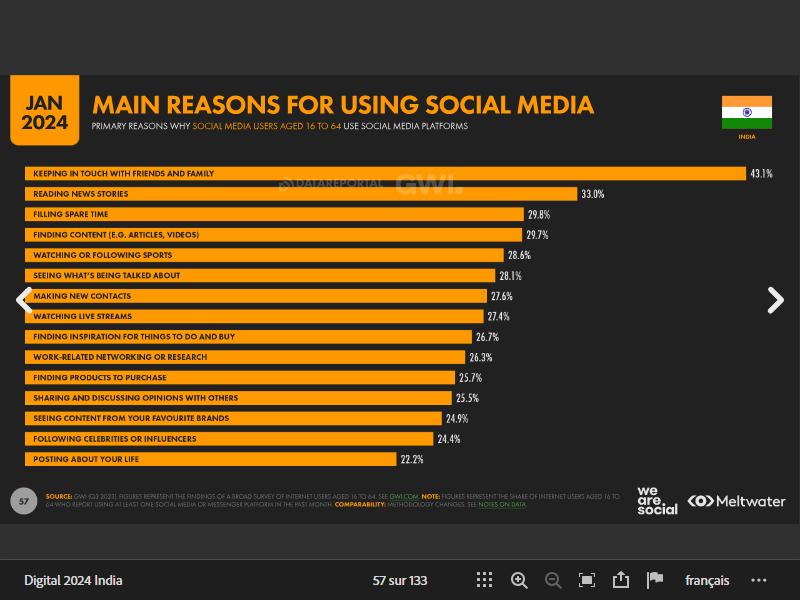 JAN
2024
MAIN REASONS FOR USING SOCIAL MEDIA
PRIMARY REASONS WHY SOCIAL MEDIA USERS AGED 16 TO 64 USE SOCIAL MEDIA PLATFORMS
INDIA
DATAREPORTAL GWI.
KEEPING IN TOUCH WITH FRIENDS AND FAMILY 43.1%
READING NEWS STORIES 33.0%
FILLING SPARE TIME 29.8%
FINDING CONTENT (E.G. ARTICLES, VIDEOS) 29.7%
WATCHING OR FOLLOWING SPORTS 28.6%
SEEING WHAT'S BEING TALKED ABOUT 28.1%
MAKING NEW CONTACTS 27.6%
WATCHING LIVE STREAMS 27.4%
FINDING INSPIRATION FOR THINGS TO DO AND BUY 26.7%
WORK-RELATED NETWORKING OR RESEARCH 26.3%
FINDING PRODUCTS TO PURCHASE 25.7%
SHARING AND DISCUSSING OPINIONS WITH OTHERS 25.5%
SEEING CONTENT FROM YOUR FAVOURITE BRANDS 24.9%
FOLLOWING CELEBRITIES OR INFLUENCERS 24.4%
POSTING ABOUT YOUR LIFE 22.2%
57
SOURCE: GWI (Q3 2023). FIGURES REPRESENT THE FINDINGS OF A BROAD SURVEY OF INTERNET USERS AGED 16 TO 64. SEE GWI.COM. NOTE: FIGURES REPRESENT THE SHARE OF INTERNET USERS AGED 16 TO
64 WHO REPORT USING AT LEAST ONE SOCIAL MEDIA OR MESSENGER PLATFORM IN THE PAST MONTH. COMPARABILITY: METHODOLOGY CHANGES. SEE NOTES ON DATA.
we
are.
social
Meltwater
Digital 2024 India
57 sur 133
français